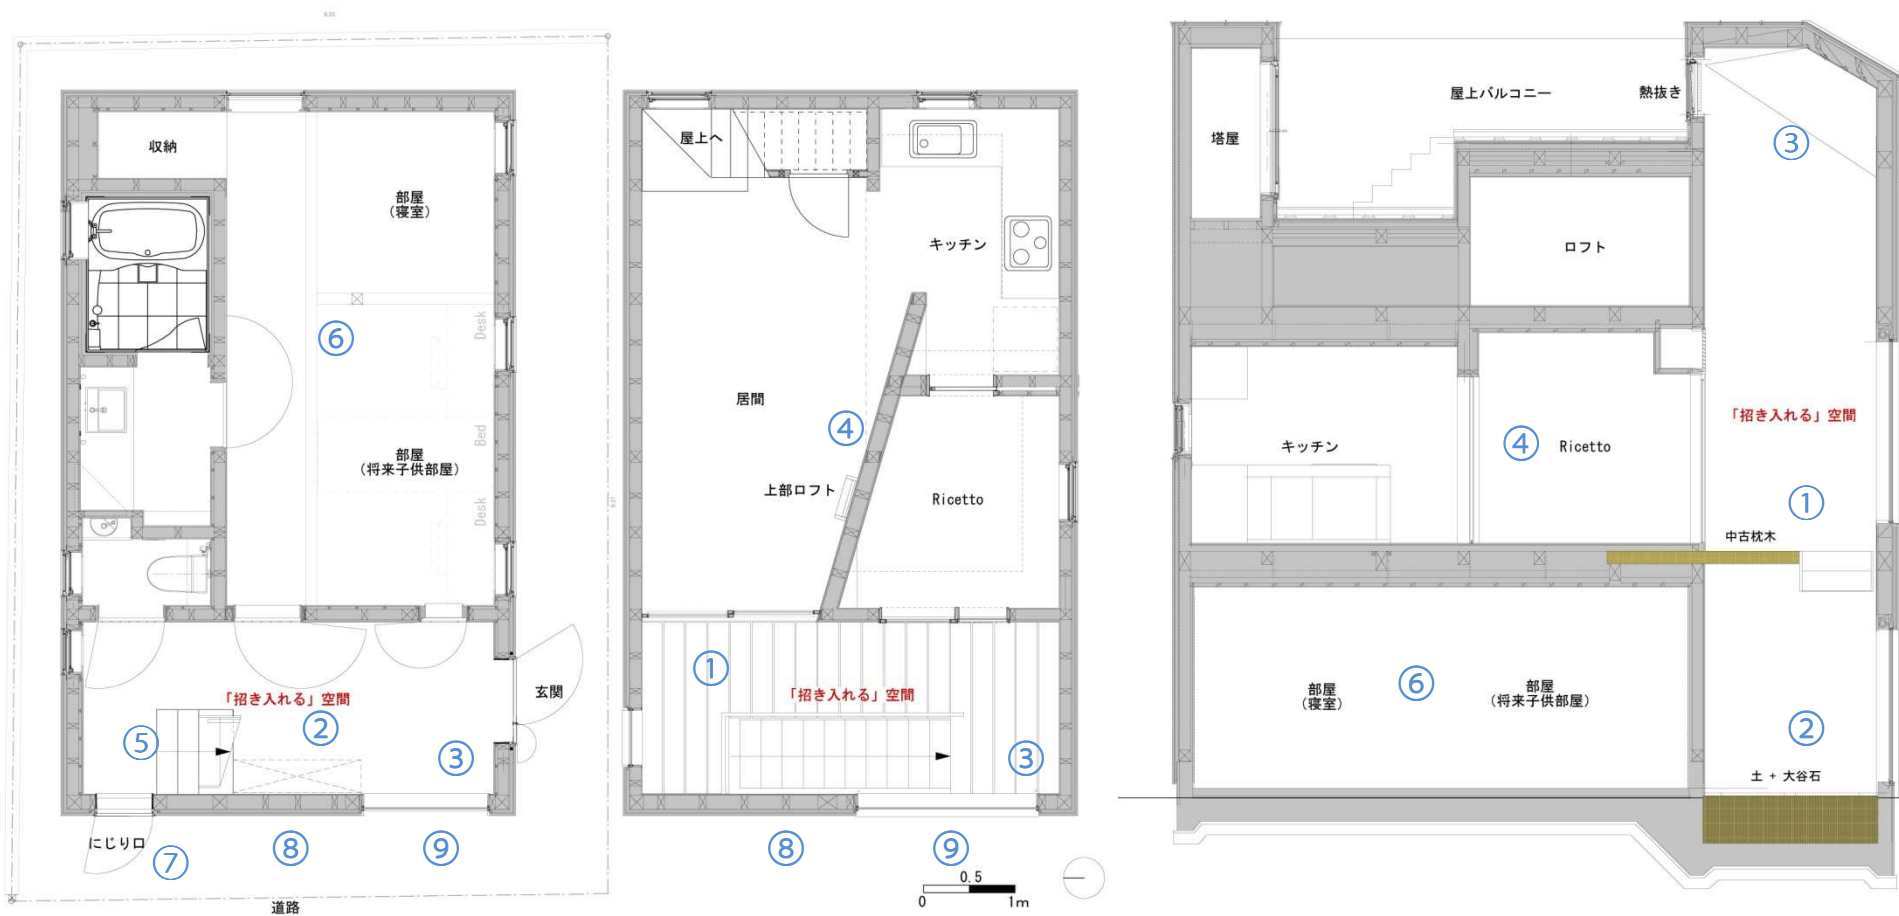 収納
部屋
（寝室）
Desk
⑥
Bed
部屋
（将来子供部屋）
Desk
「招き入れる」空間
②
⑤
③
玄関
にじり口
⑦
⑧
⑨
道路
屋上へ
キッチン
居間
④
上部ロフト
Ricetto
①
「招き入れる」空間
③
⑧
⑨
0.5
0
1m
屋上バルコニー
熱抜き
塔屋
③
ロフト
「招き入れる」空間
キッチン
④
Ricetto
①
中古枕木
部屋
（寝室）
⑥
部屋
（将来子供部屋）
②
土 + 大谷石